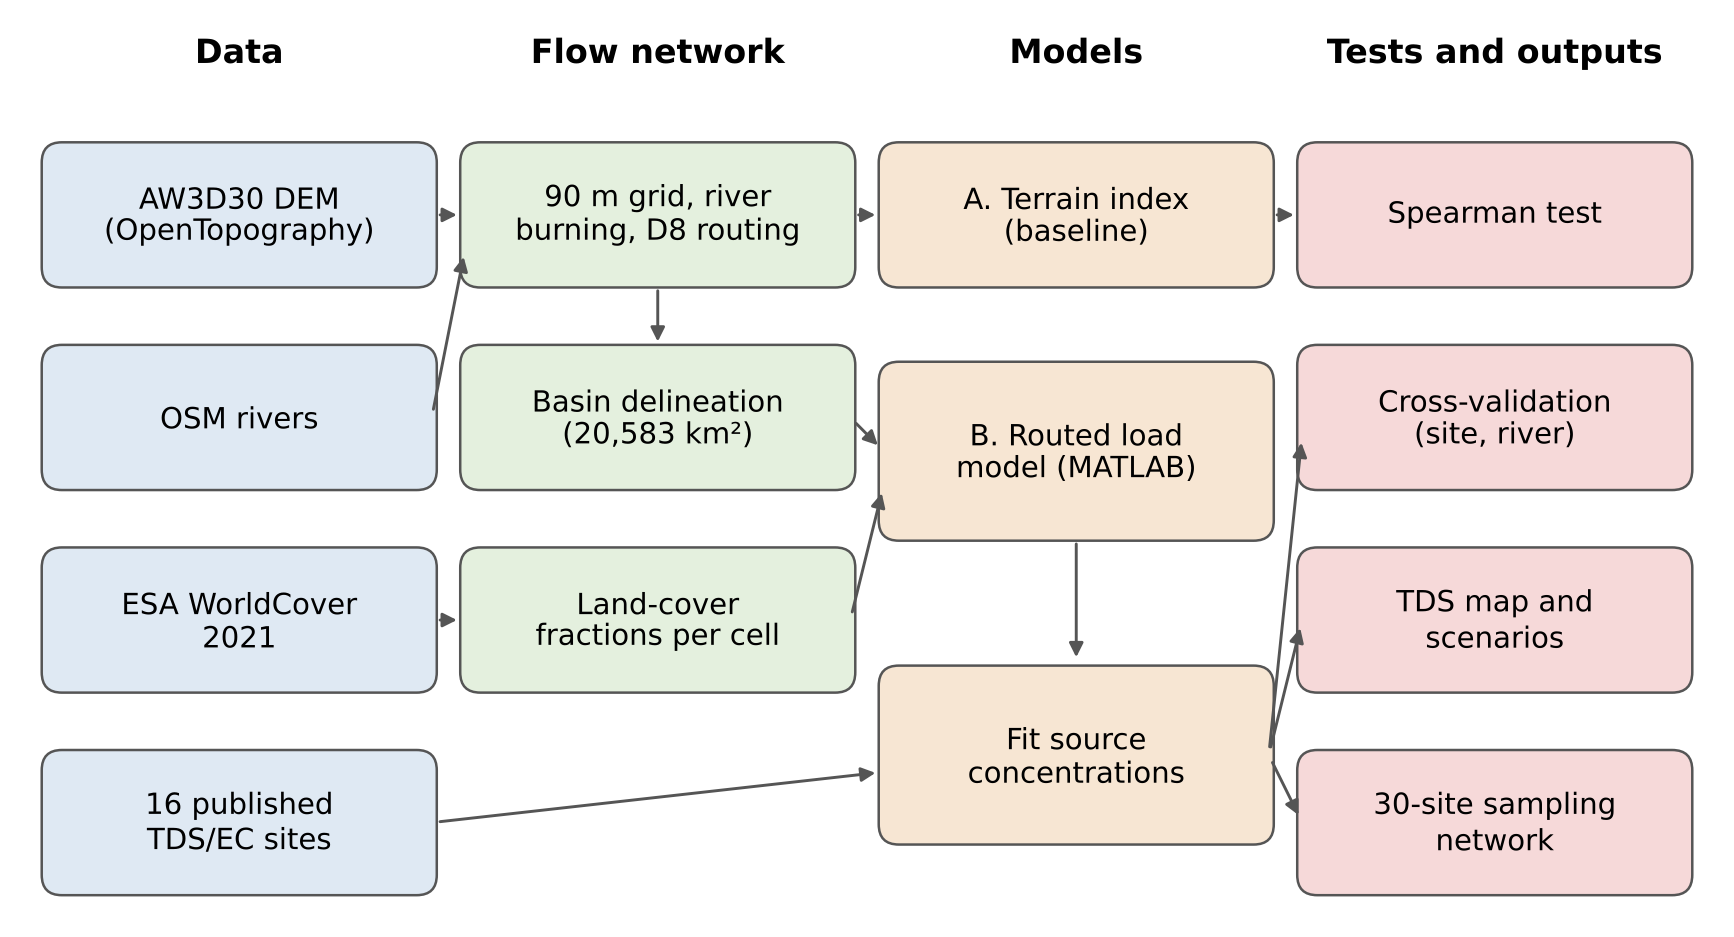 Data
Flow network
Models
Tests and outputs
AW3D30 DEM
(OpenTopography)
90 m grid, river
burning, D8 routing
A. Terrain index
(baseline)
Spearman test
OSM rivers
Basin delineation
(20,583 km²)
B. Routed load
model (MATLAB)
Cross-validation
(site, river)
ESA WorldCover
2021
Land-cover
fractions per cell
TDS map and
scenarios
16 published
TDS/EC sites
Fit source
concentrations
30-site sampling
network